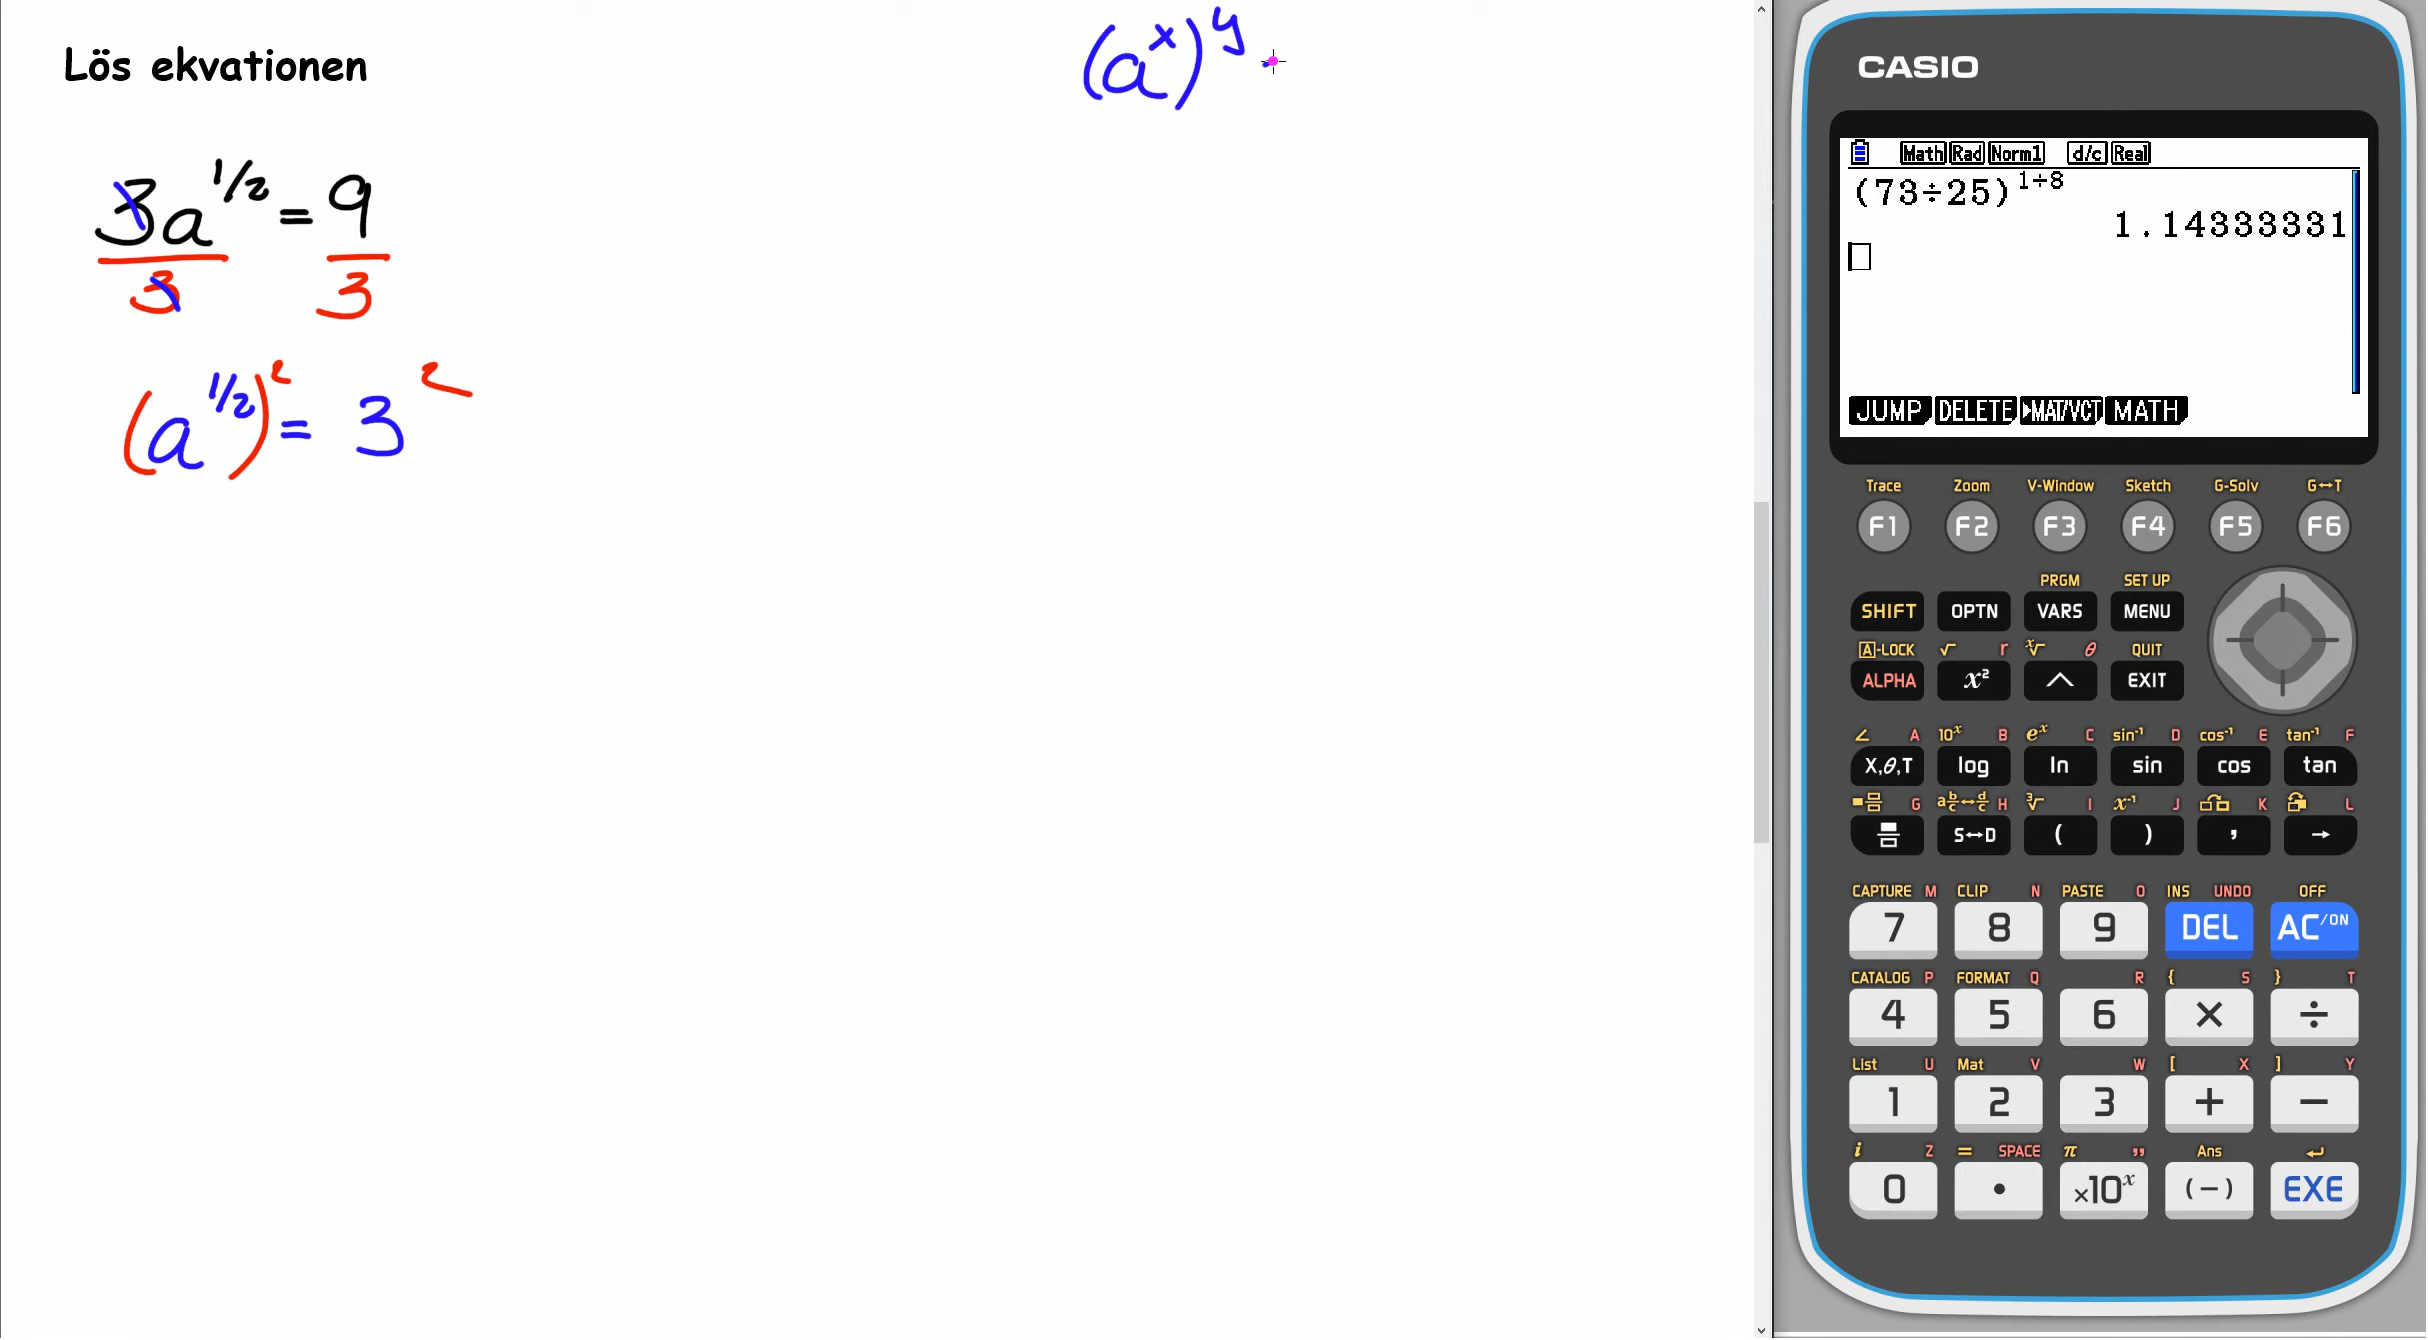 Lös ekvationen
(a^x)^y
3a^1/2 = 9
3 3
(a^1/2)^2 = 3^2
CASIO
Math Rad Norm1 d/c Real
(73÷25)^1÷8
1.14333331
JUMP DELETE ▶MAT/VCT MATH
Trace Zoom V-Window Sketch G-Solv G↔T
F1 F2 F3 F4 F5 F6
PRGM SET UP
SHIFT OPTN VARS MENU
A-LOCK √ r ˣ√ θ QUIT
ALPHA x² ^ EXIT
∠ A 10ˣ B eˣ C sin⁻¹ D cos⁻¹ E tan⁻¹ F
X,θ,T log ln sin cos tan
G a b/c↔d/c H ³√ I x⁻¹ J K L
S↔D ( ) , →
CAPTURE M CLIP N PASTE O INS UNDO OFF
7 8 9 DEL AC/ON
CATALOG P FORMAT Q R { S } T
4 5 6 × ÷
List U Mat V W [ X ] Y
1 2 3 + −
i Z = SPACE π " Ans ↵
0 • ×10ˣ (−) EXE